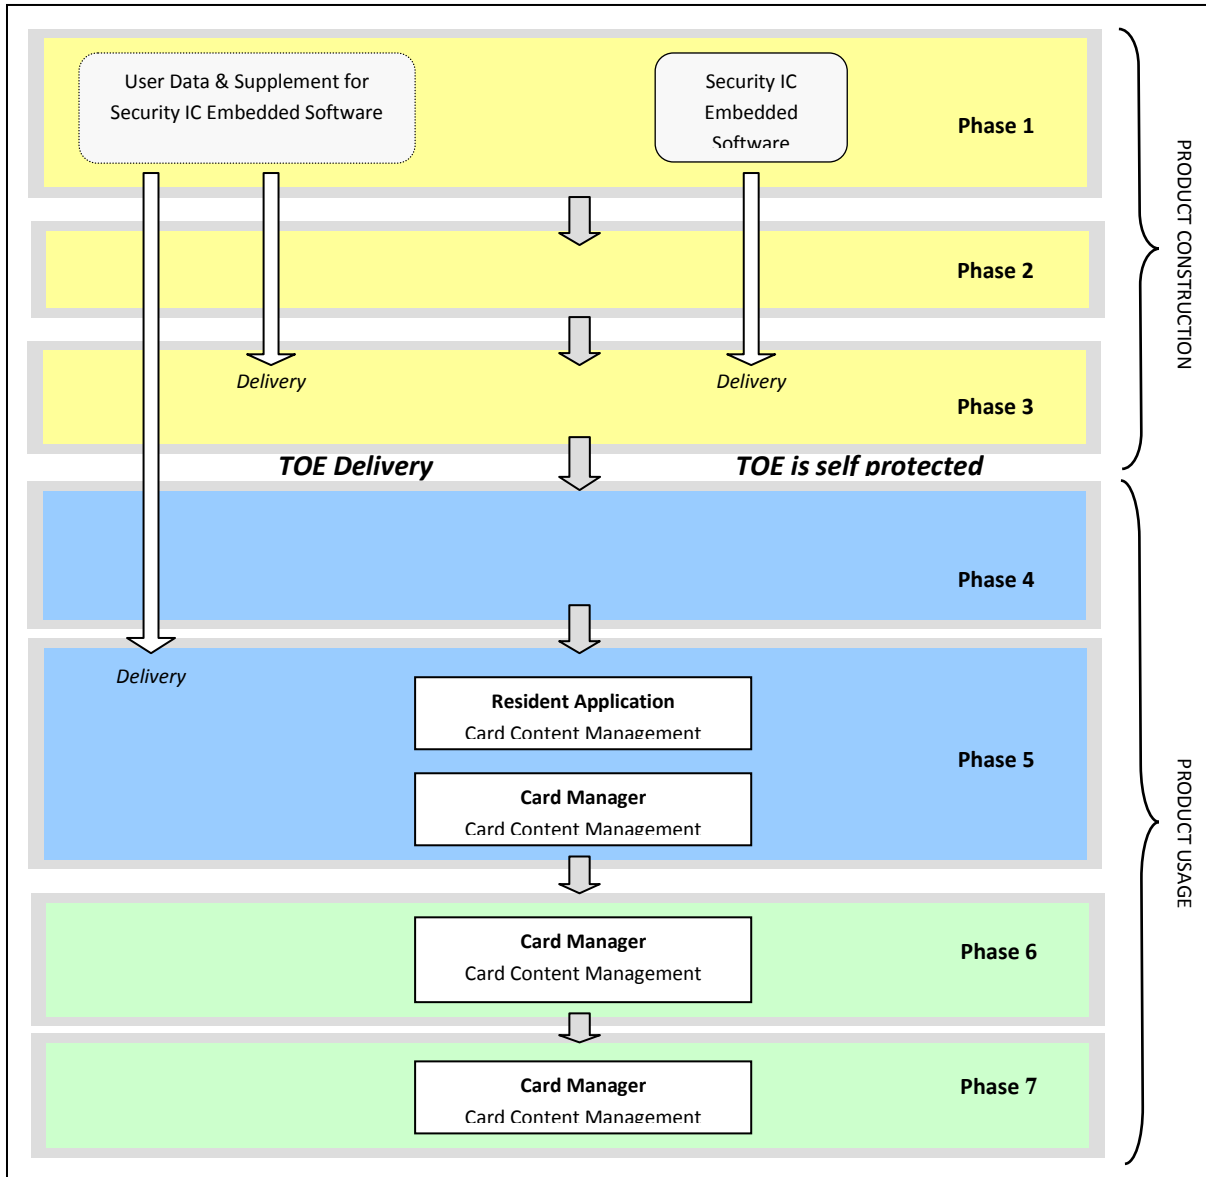 User Data & Supplement for
Security IC Embedded Software
Security IC
Embedded
Software
Phase 1
PRODUCT CONSTRUCTION
Phase 2
Delivery
Delivery
Phase 3
TOE Delivery
TOE is self protected
Phase 4
Delivery
Resident Application
Card Content Management
Phase 5
Card Manager
Card Content Management
PRODUCT USAGE
Card Manager
Card Content Management
Phase 6
Card Manager
Card Content Management
Phase 7